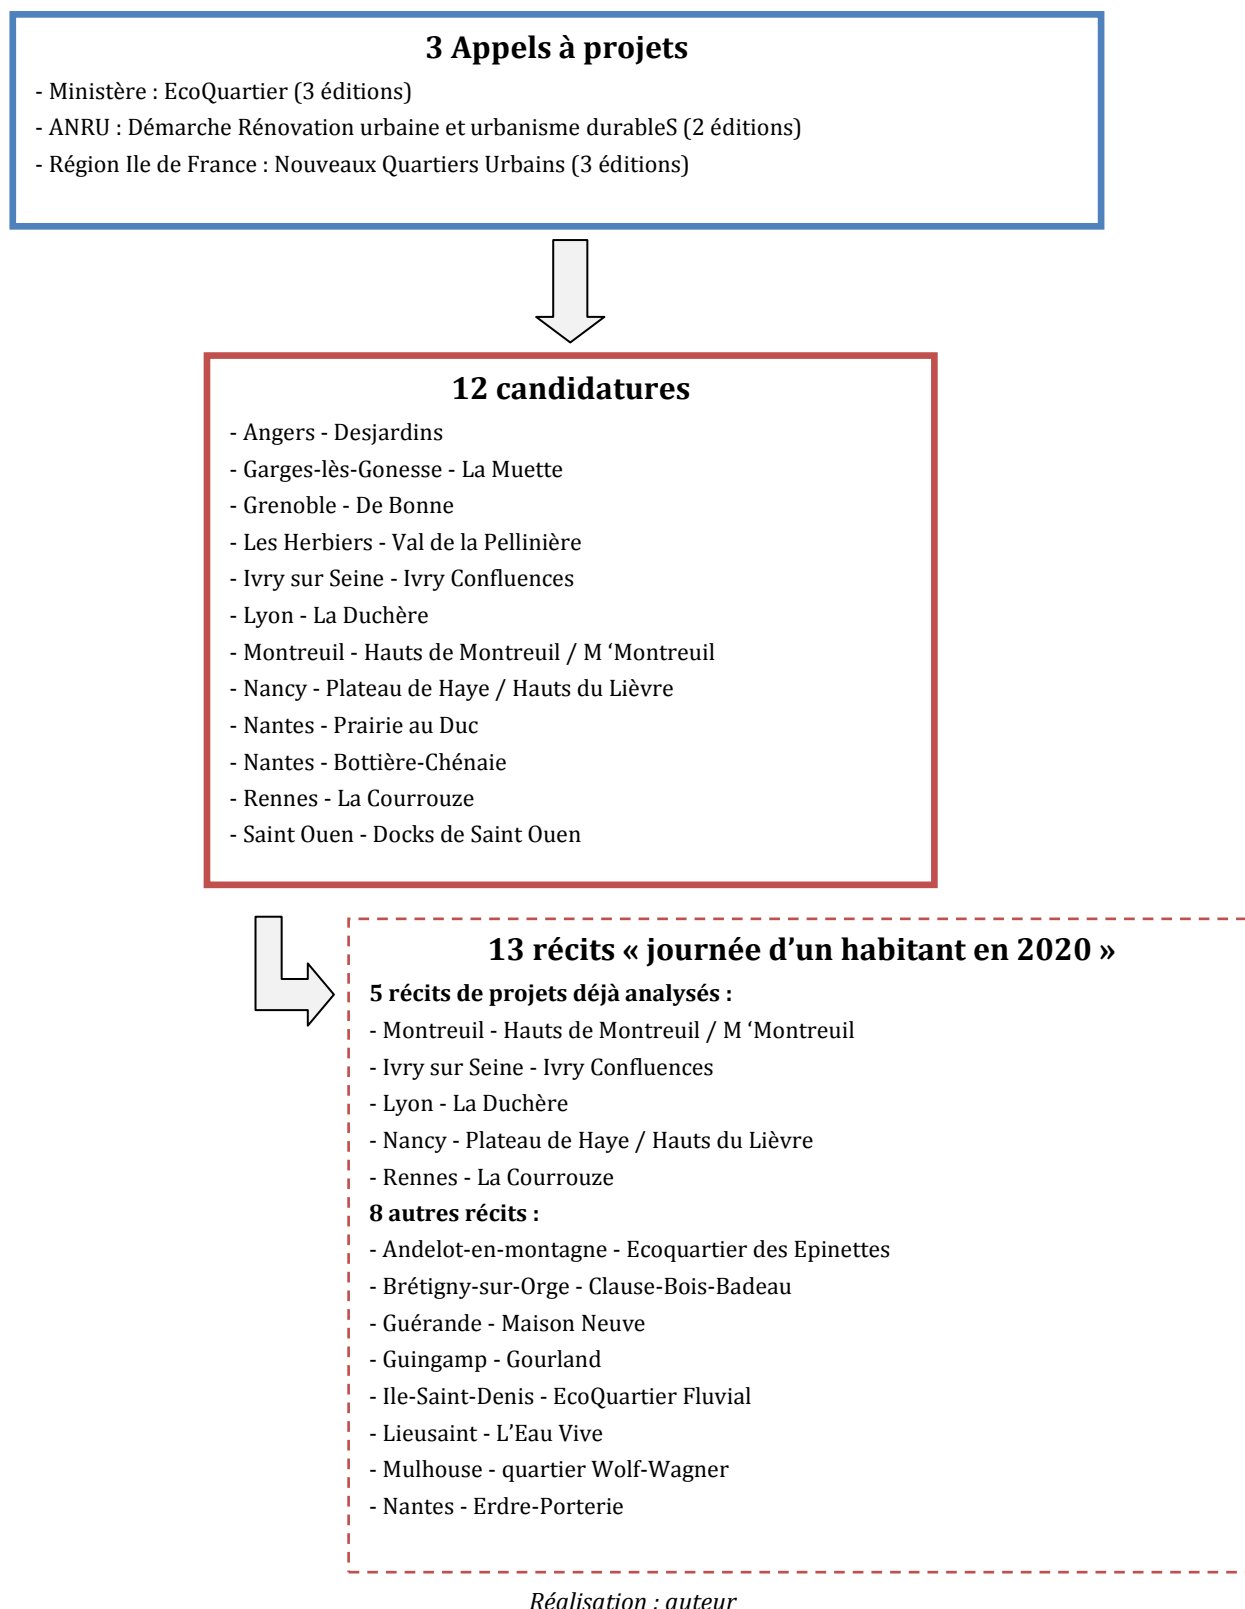 3 Appels à projets
- Ministère : EcoQuartier (3 éditions)
- ANRU : Démarche Rénovation urbaine et urbanisme durableS (2 éditions)
- Région Ile de France : Nouveaux Quartiers Urbains (3 éditions)
12 candidatures
- Angers - Desjardins
- Garges-lès-Gonesse - La Muette
- Grenoble - De Bonne
- Les Herbiers - Val de la Pellinière
- Ivry sur Seine - Ivry Confluences
- Lyon - La Duchère
- Montreuil - Hauts de Montreuil / M ‘Montreuil
- Nancy - Plateau de Haye / Hauts du Lièvre
- Nantes - Prairie au Duc
- Nantes - Bottière-Chénaie
- Rennes - La Courrouze
- Saint Ouen - Docks de Saint Ouen
13 récits « journée d’un habitant en 2020 »
5 récits de projets déjà analysés :
- Montreuil - Hauts de Montreuil / M ‘Montreuil
- Ivry sur Seine - Ivry Confluences
- Lyon - La Duchère
- Nancy - Plateau de Haye / Hauts du Lièvre
- Rennes - La Courrouze
8 autres récits :
- Andelot-en-montagne - Ecoquartier des Epinettes
- Brétigny-sur-Orge - Clause-Bois-Badeau
- Guérande - Maison Neuve
- Guingamp - Gourland
- Ile-Saint-Denis - EcoQuartier Fluvial
- Lieusaint - L’Eau Vive
- Mulhouse - quartier Wolf-Wagner
- Nantes - Erdre-Porterie
Réalisation : auteur